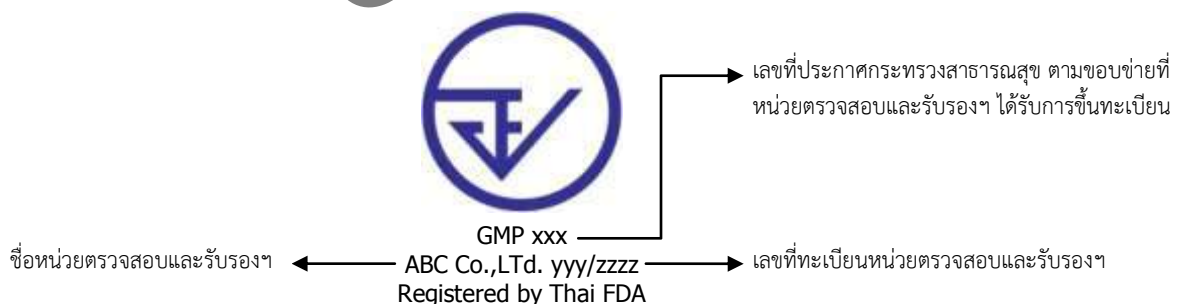 เลขที่ประกาศกระทรวงสาธารณสุข ตามขอบข่ายที่
หน่วยตรวจสอบและรับรองฯ ได้รับการขึ้นทะเบียน
GMP xxx
ชื่อหน่วยตรวจสอบและรับรองฯ
ABC Co.,LTd. yyy/zzzz
เลขที่ทะเบียนหน่วยตรวจสอบและรับรองฯ
Registered by Thai FDA